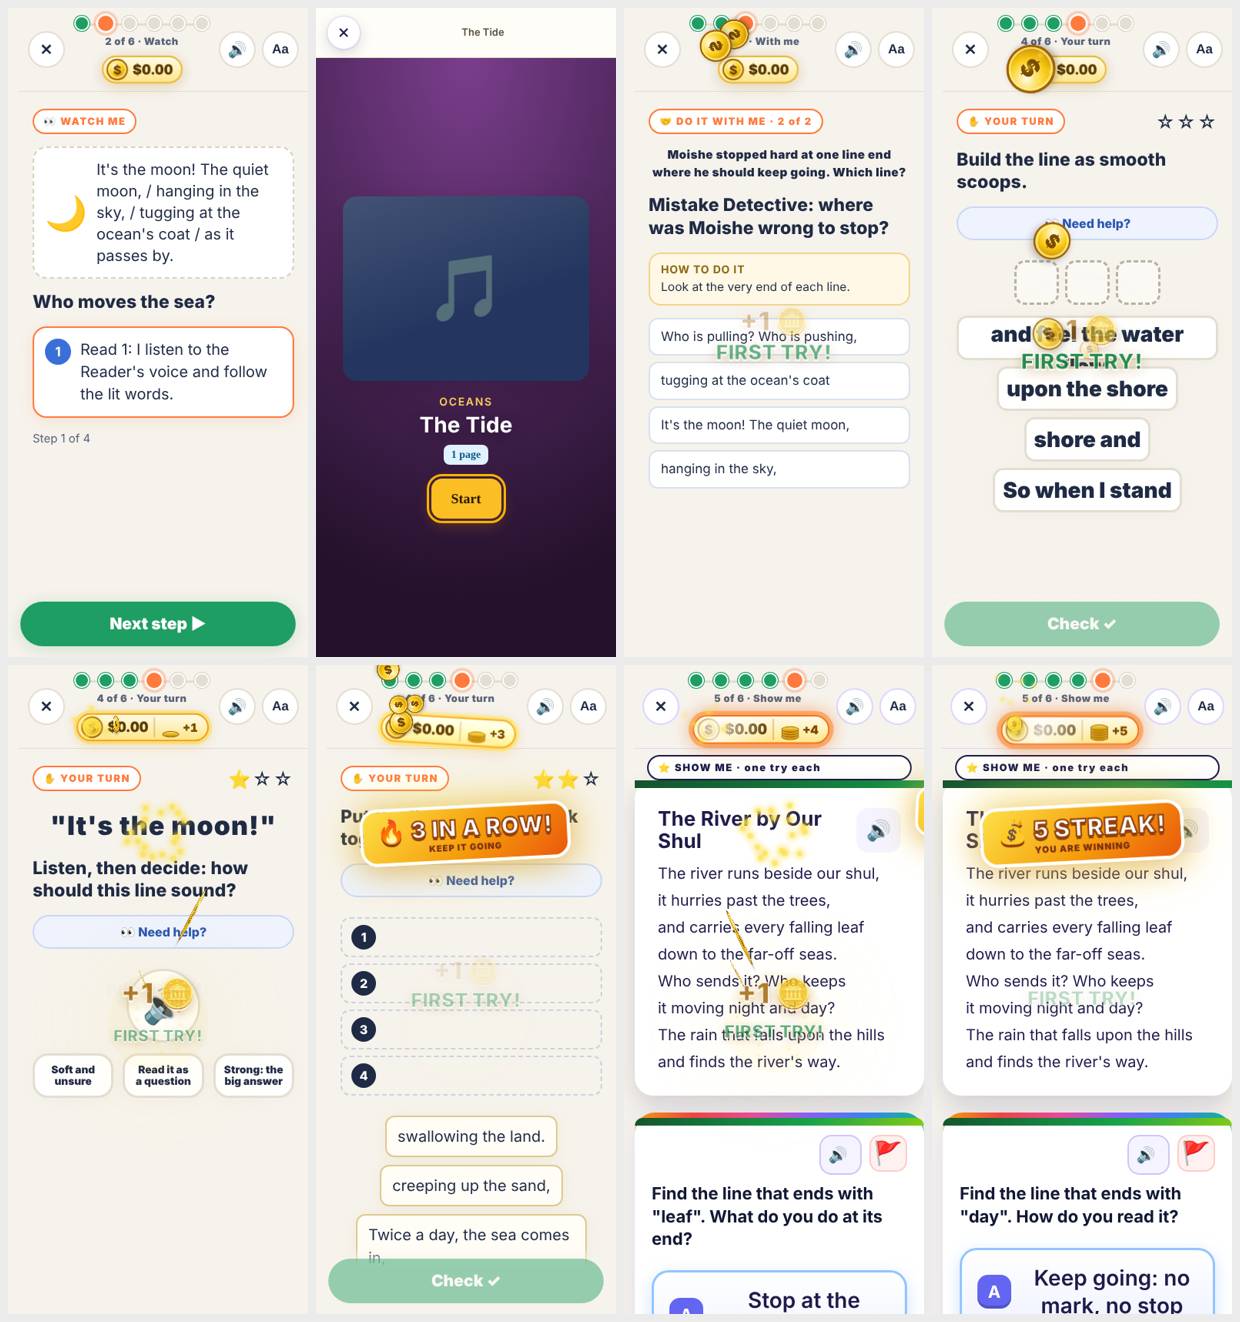 2 of 6 · Watch
$0.00
Aa
👀 WATCH ME
It's the moon! The quiet
moon, / hanging in the
sky, / tugging at the
ocean's coat / as it
passes by.
Who moves the sea?
1
Read 1: I listen to the
Reader's voice and follow
the lit words.
Step 1 of 4
Next step ▶
The Tide
OCEANS
The Tide
1 page
Start
· With me
$0.00
Aa
DO IT WITH ME · 2 of 2
Moishe stopped hard at one line end
where he should keep going. Which line?
Mistake Detective: where
was Moishe wrong to stop?
HOW TO DO IT
Look at the very end of each line.
+1
Who is pulling? Who is pushing,
FIRST TRY!
tugging at the ocean's coat
It's the moon! The quiet moon,
hanging in the sky,
4 of 6 · Your turn
$0.00
Aa
YOUR TURN
Build the line as smooth
scoops.
Need help?
and feel the water
+1
FIRST TRY!
upon the shore
shore and
So when I stand
4 of 6 · Your turn
$0.00
+1
Aa
YOUR TURN
"It's the moon!"
Listen, then decide: how
should this line sound?
Need help?
+1
FIRST TRY!
Soft and
unsure
Read it as
a question
Strong: the
big answer
of 6 · Your turn
$0.00
+3
Aa
YOUR TURN
3 IN A ROW!
KEEP IT GOING
Need help?
1
2
3
4
+1
FIRST TRY!
swallowing the land.
creeping up the sand,
Twice a day, the sea comes
in,
Check ✓
5 of 6 · Show me
$0.00
+4
Aa
SHOW ME · one try each
The River by Our
Shul
The river runs beside our shul,
it hurries past the trees,
and carries every falling leaf
down to the far-off seas.
Who sends it? Who keeps
it moving night and day?
The rain that falls upon the hills
and finds the river's way.
+1
FIRST TRY!
Find the line that ends with
"leaf". What do you do at its
end?
A
Stop at the
5 of 6 · Show me
$0.00
+5
Aa
SHOW ME · one try each
5 STREAK!
YOU ARE WINNING
The river runs beside our shul,
it hurries past the trees,
and carries every falling leaf
down to the far-off seas.
Who sends it? Who keeps
it moving night and day?
FIRST TRY!
The rain that falls upon the hills
and finds the river's way.
Find the line that ends with
"day". How do you read it?
A
Keep going: no
mark, no stop
Check ✓